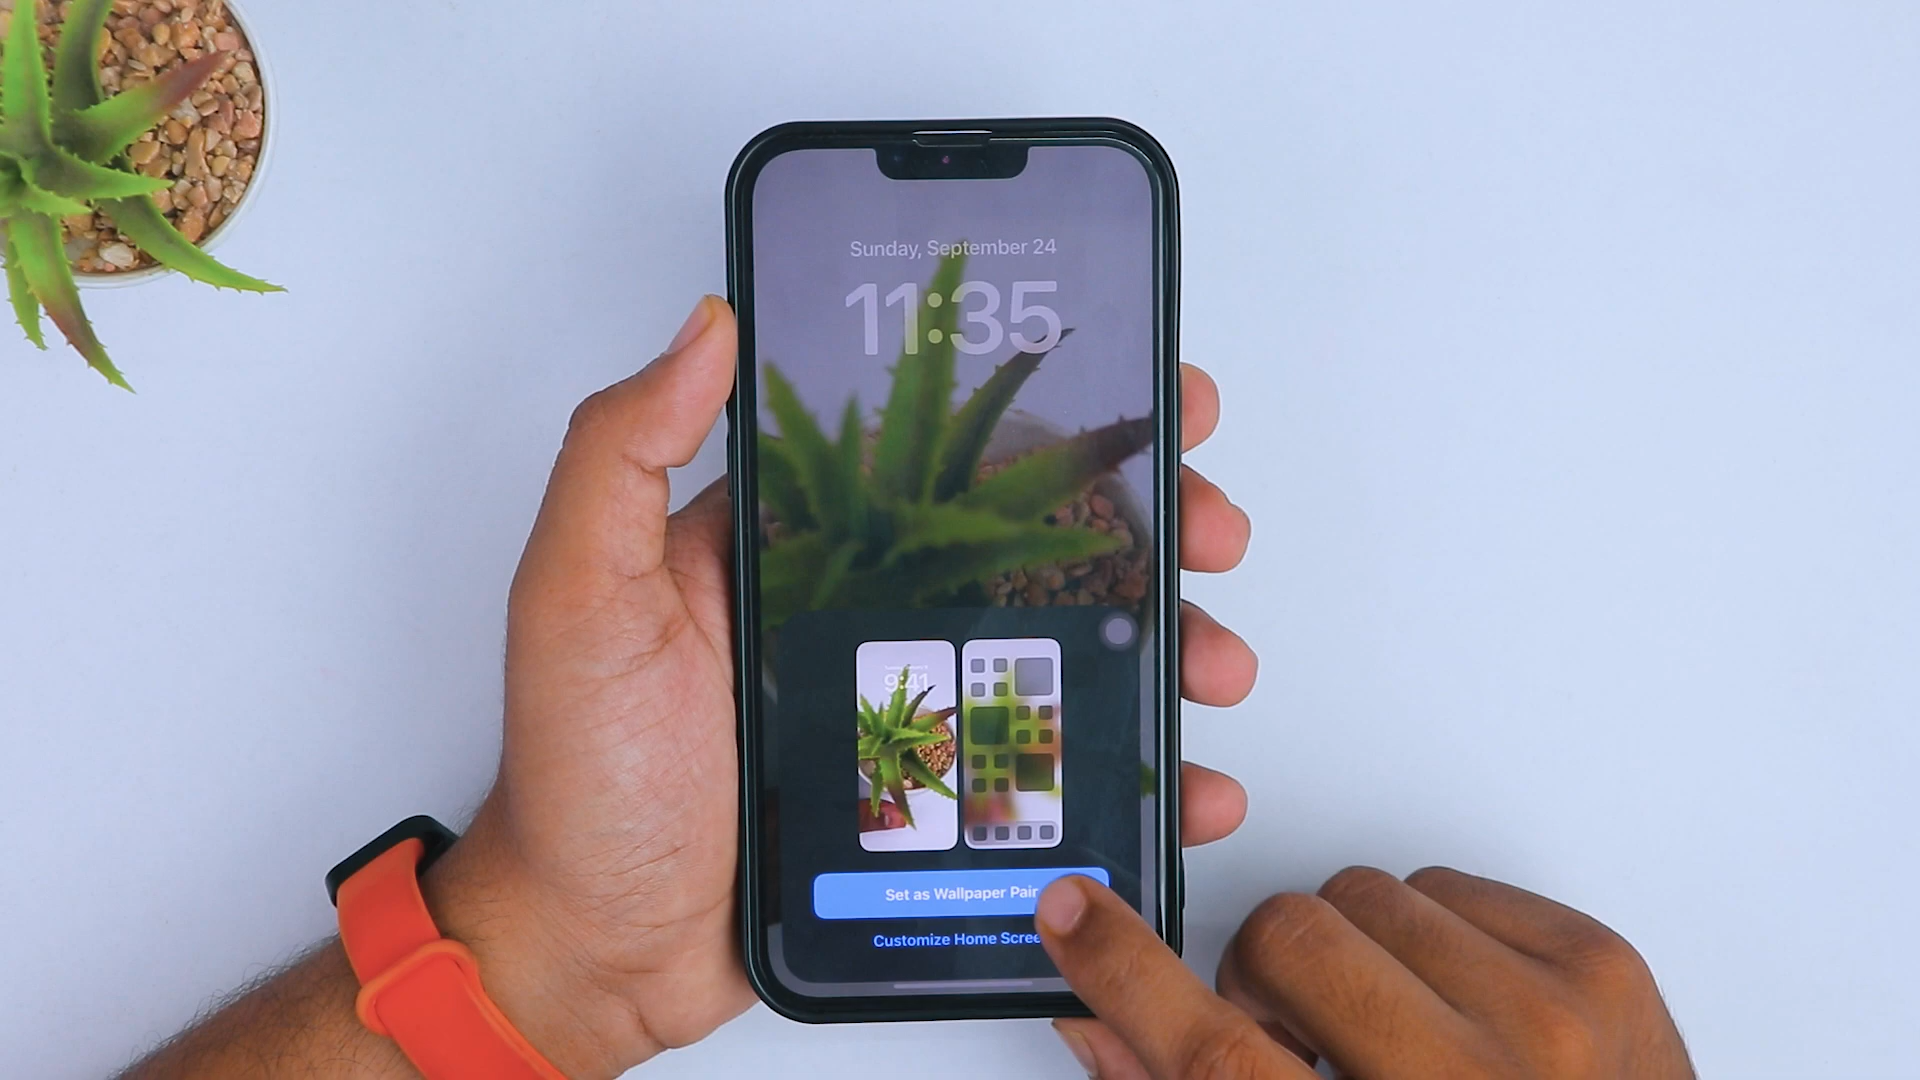 Sunday, September 24
11:35
9:41
Set as Wallpaper Pair
Customize Home Scree